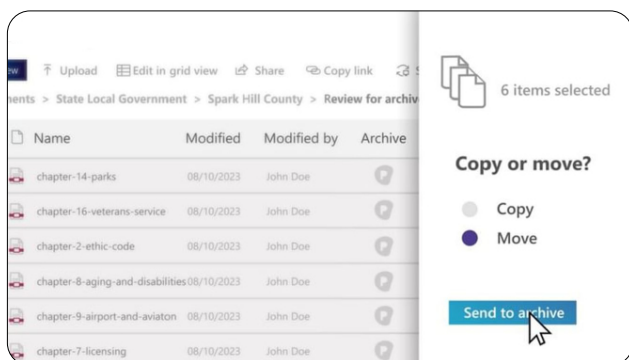 Upload Edit in grid view Share Copy link
State Local Government > Spark Hill County > Review for archiv
Name Modified Modified by Archive
chapter-14-parks 08/10/2023 John Doe
chapter-16-veterans-service 08/10/2023 John Doe
chapter-2-ethic-code 08/10/2023 John Doe
chapter-8-aging-and-disabilities 08/10/2023 John Doe
chapter-9-airport-and-aviaton 08/10/2023 John Doe
chapter-7-licensing 08/10/2023 John Doe
6 items selected
Copy or move?
Copy
Move
Send to archive